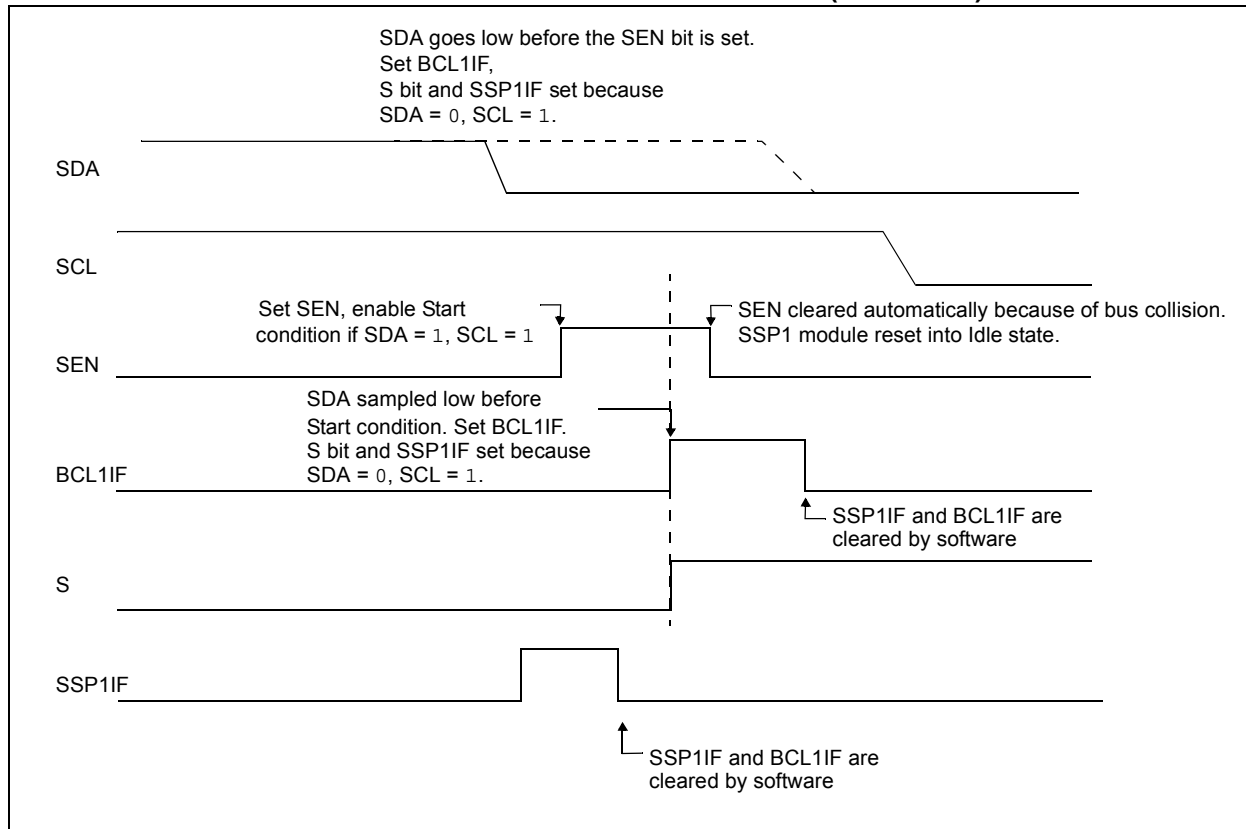 SDA goes low before the SEN bit is set.
Set BCL1IF,
S bit and SSP1IF set because
SDA = 0, SCL = 1.
SDA
SCL
Set SEN, enable Start
condition if SDA = 1, SCL = 1
SEN cleared automatically because of bus collision.
SSP1 module reset into Idle state.
SEN
SDA sampled low before
Start condition. Set BCL1IF.
S bit and SSP1IF set because
SDA = 0, SCL = 1.
BCL1IF
SSP1IF and BCL1IF are
cleared by software
S
SSP1IF
SSP1IF and BCL1IF are
cleared by software